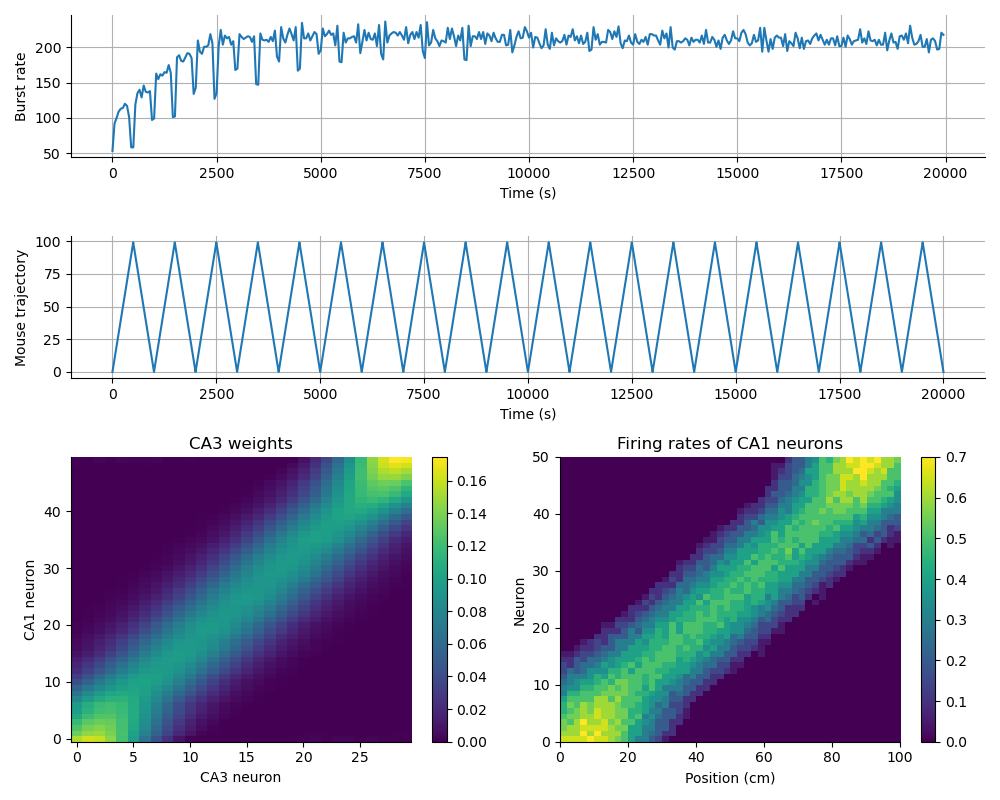 Burst rate
200
150
100
50
0 2500 5000 7500 10000 12500 15000 17500 20000
Time (s)
Mouse trajectory
100
75
50
25
0
0 2500 5000 7500 10000 12500 15000 17500 20000
Time (s)
CA3 weights
CA1 neuron
40
30
20
10
0
0 5 10 15 20 25
CA3 neuron
0.16
0.14
0.12
0.10
0.08
0.06
0.04
0.02
0.00
Firing rates of CA1 neurons
Neuron
50
40
30
20
10
0
0 20 40 60 80 100
Position (cm)
0.7
0.6
0.5
0.4
0.3
0.2
0.1
0.0